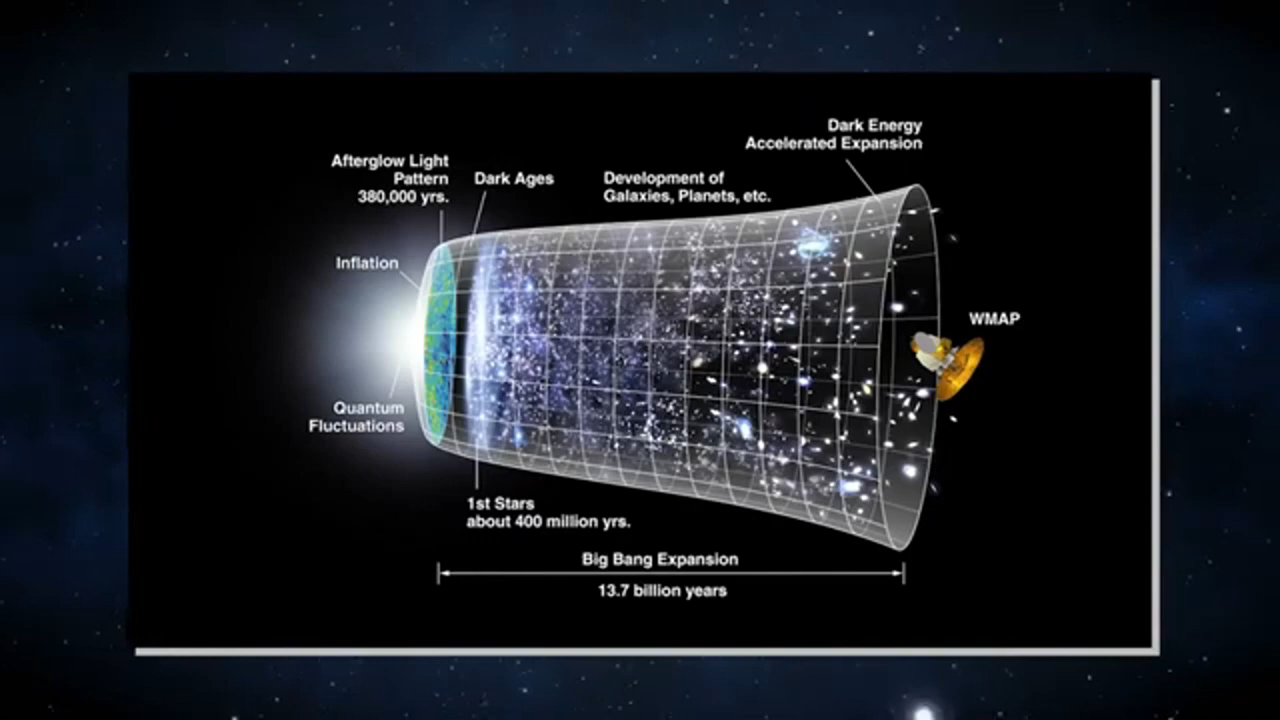 Dark Energy
Accelerated Expansion
Afterglow Light
Pattern
380,000 yrs.
Dark Ages
Development of
Galaxies, Planets, etc.
Inflation
WMAP
Quantum
Fluctuations
1st Stars
about 400 million yrs.
Big Bang Expansion
13.7 billion years